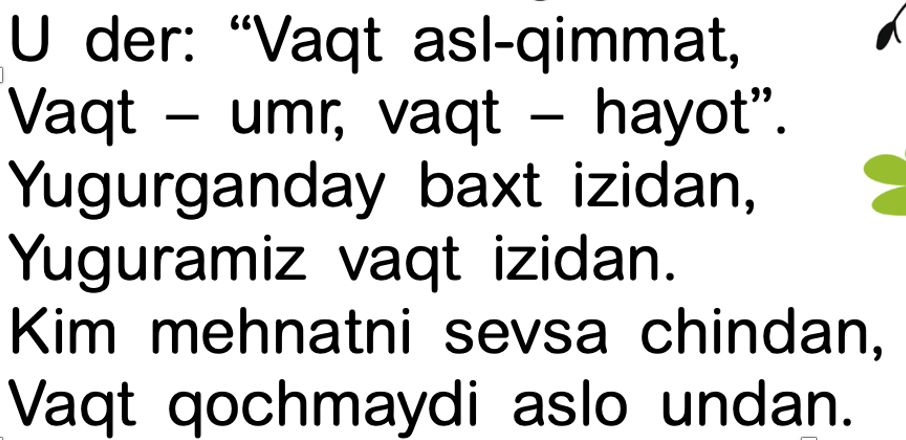 U der: “Vaqt asl-qimmat,
Vaqt – umr, vaqt – hayot”.
Yugurganday baxt izidan,
Yuguramiz vaqt izidan.
Kim mehnatni sevsa chindan,
Vaqt qochmaydi aslo undan.